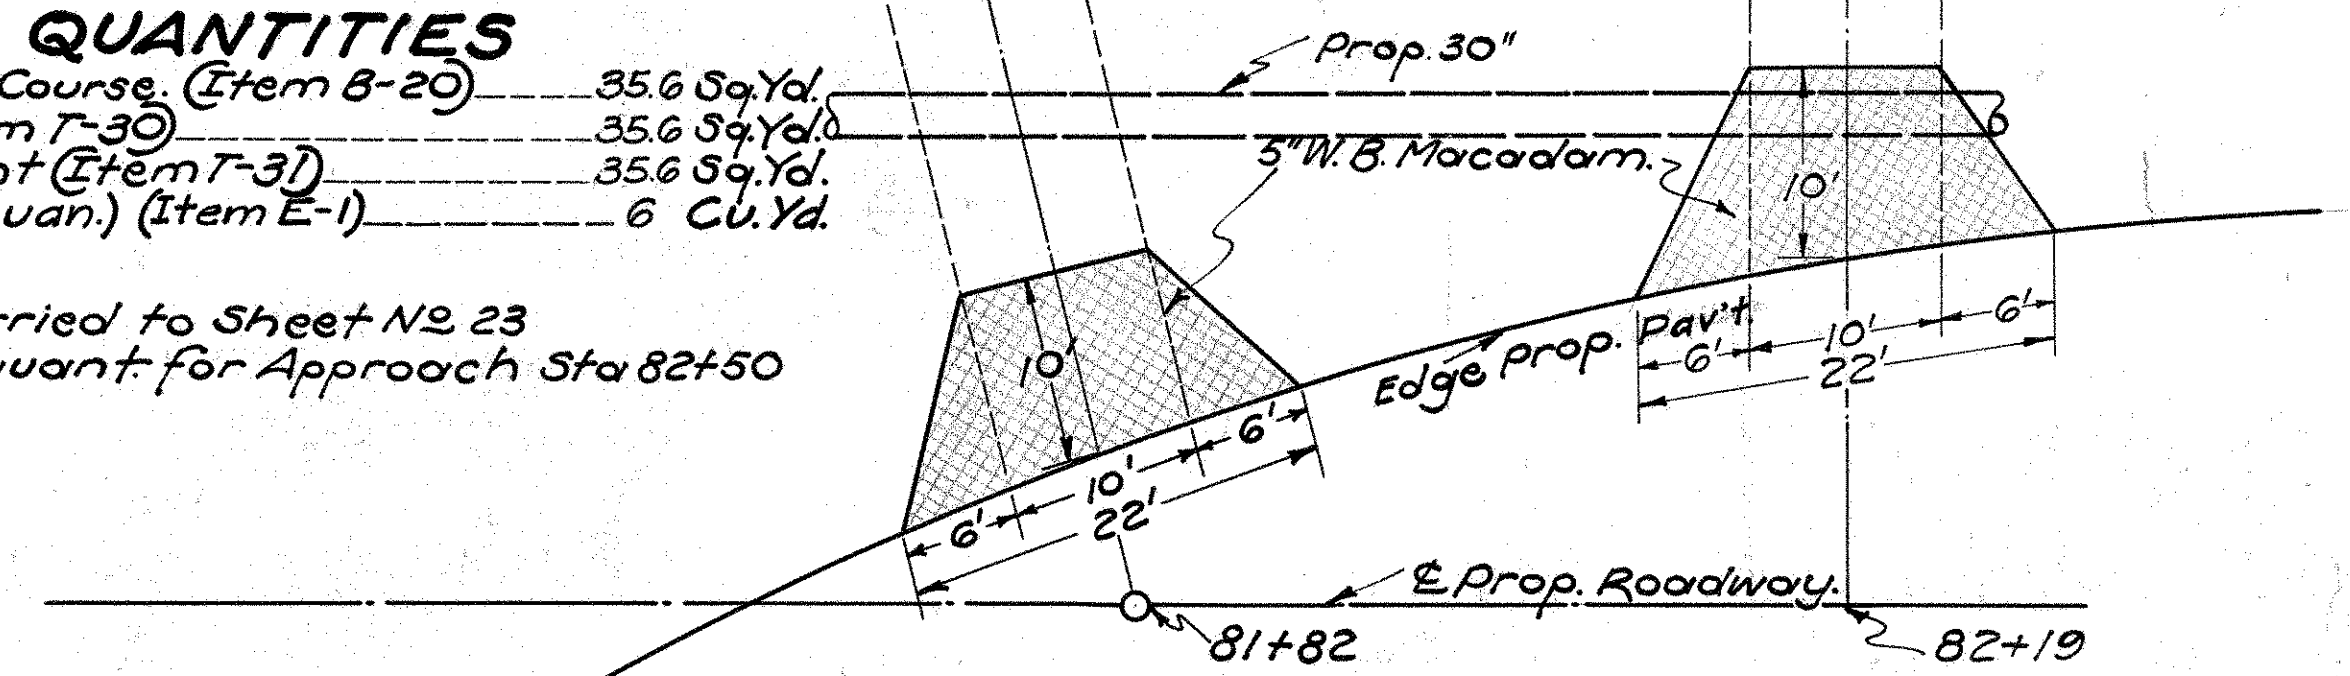 QUANTITIES
Course. (Item B-20) 35.6 Sq.Yd.
m T-30) 35.6 Sq.Yd.
nt (Item T-31) 35.6 Sq.Yd.
uan.) (Item E-1) 6 Cu.Yd.
rried to Sheet No 23
uant. for Approach Sta 82+50
Prop. 30"
5" W. B. Macadam.
10'
10'
Edge Prop. Pav't.
6'
10'
6'
22'
6'
10'
6'
22'
℄ Prop. Roadway.
81+82
82+19